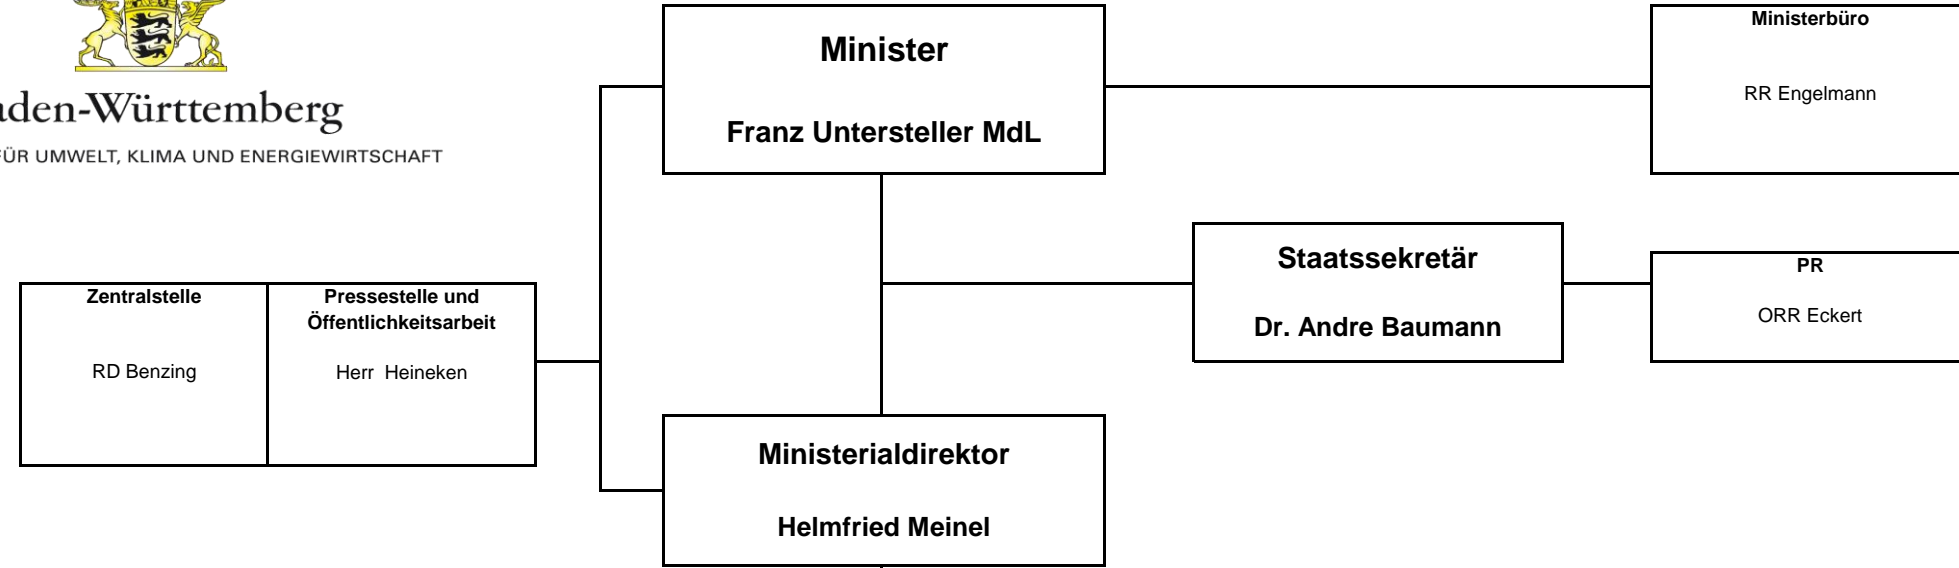 aden-Württemberg
FÜR UMWELT, KLIMA UND ENERGIEWIRTSCHAFT
Minister
Franz Untersteller MdL
Ministerbüro
RR Engelmann
Staatssekretär
Dr. Andre Baumann
PR
ORR Eckert
Zentralstelle
RD Benzing
Pressestelle und
Öffentlichkeitsarbeit
Herr Heineken
Ministerialdirektor
Helmfried Meinel